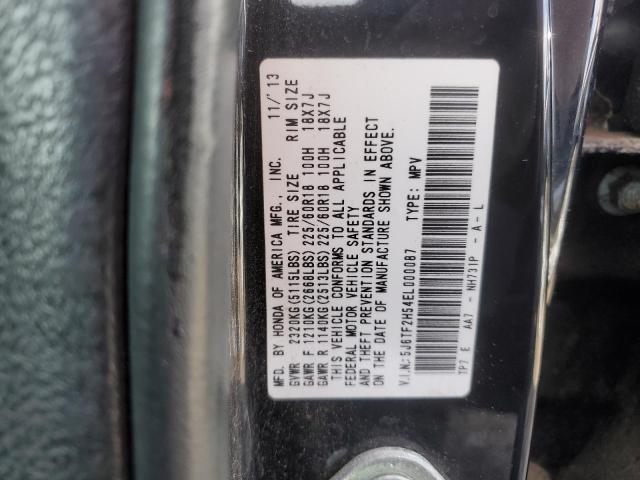 MFD. BY HONDA OF AMERICA MFG., INC. 11/'13
GVWR 2320KG(5115LBS) TIRE SIZE RIM SIZE
GAWR F 1210KG(2668LBS) 225/60R18 100H 18X7J
GAWR R 1140KG(2513LBS) 225/60R18 100H 18X7J
THIS VEHICLE CONFORMS TO ALL APPLICABLE
FEDERAL MOTOR VEHICLE SAFETY
AND THEFT PREVENTION STANDARDS IN EFFECT
ON THE DATE OF MANUFACTURE SHOWN ABOVE.
V.I.N.:5J6TF2H54EL000087 TYPE: MPV
TP7 E AA7 - NH731P - A - L